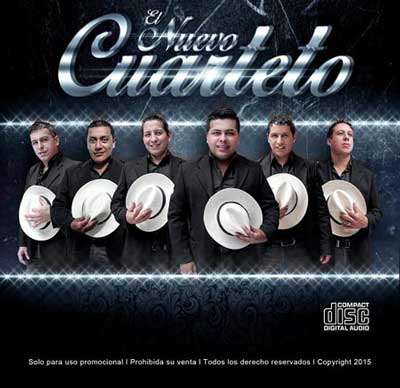 El
Nuevo
Cuarteto
COMPACT
disc
DIGITAL AUDIO
Solo para uso promocional I Prohibida su venta I Todos los derecho reservados I Copyright 2015